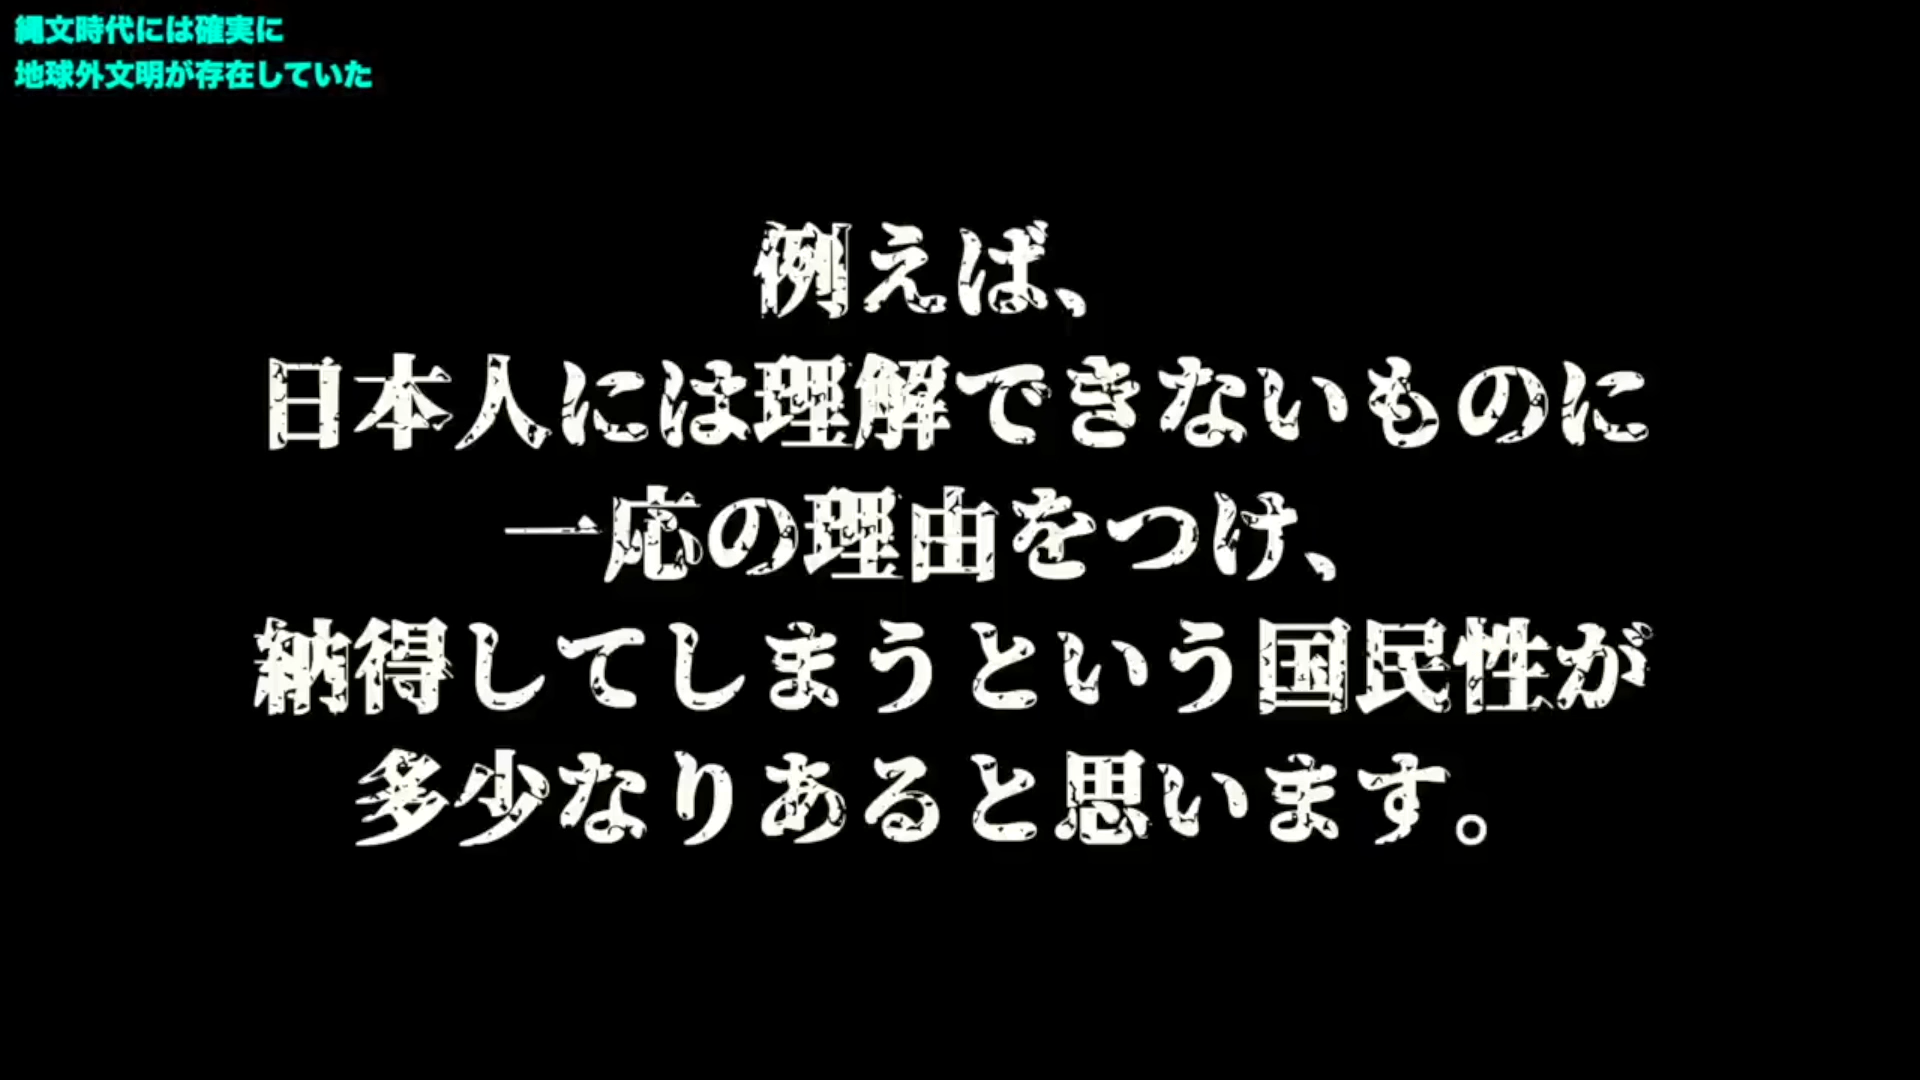 縄文時代には確実に
地球外文明が存在していた
例えば、
日本人には理解できないものに
一応の理由をつけ、
納得してしまうという国民性が
多少なりあると思います。